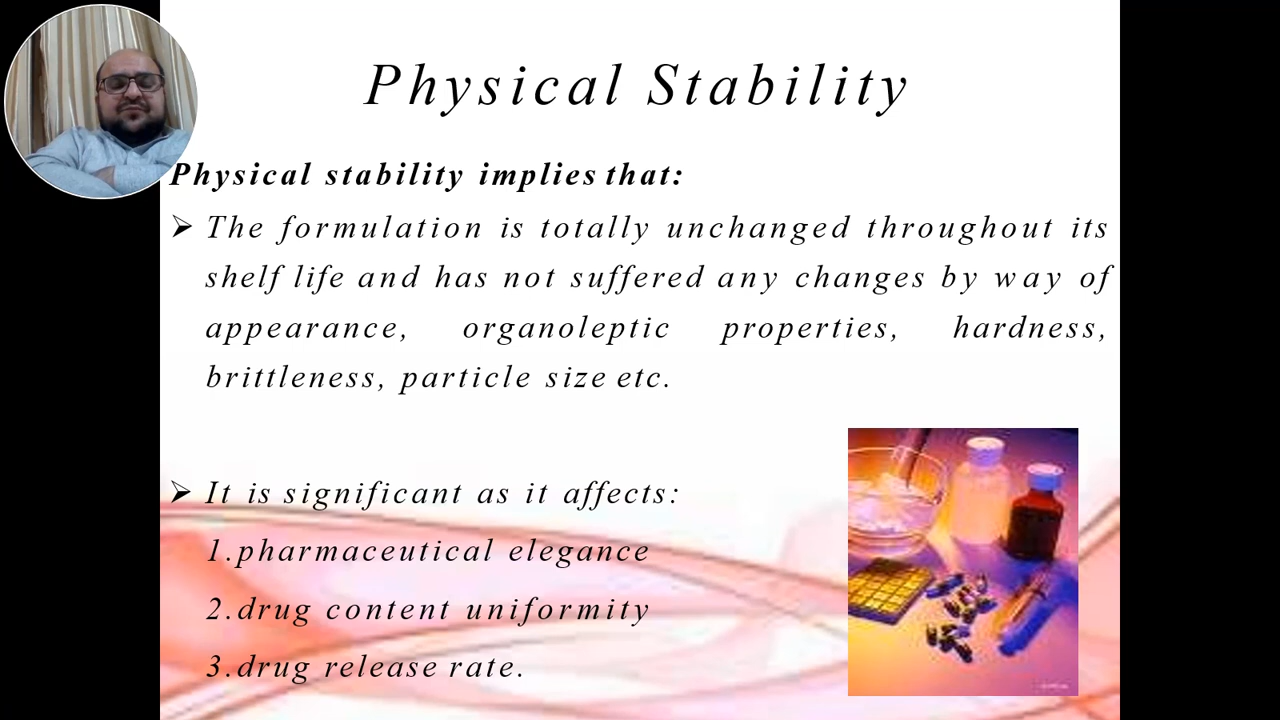 Physical Stability
Physical stability implies that:
➢ The formulation is totally unchanged throughout its
shelf life and has not suffered any changes by way of
appearance, organoleptic properties, hardness,
brittleness, particle size etc.
➢ It is significant as it affects:
1.pharmaceutical elegance
2.drug content uniformity
3.drug release rate.